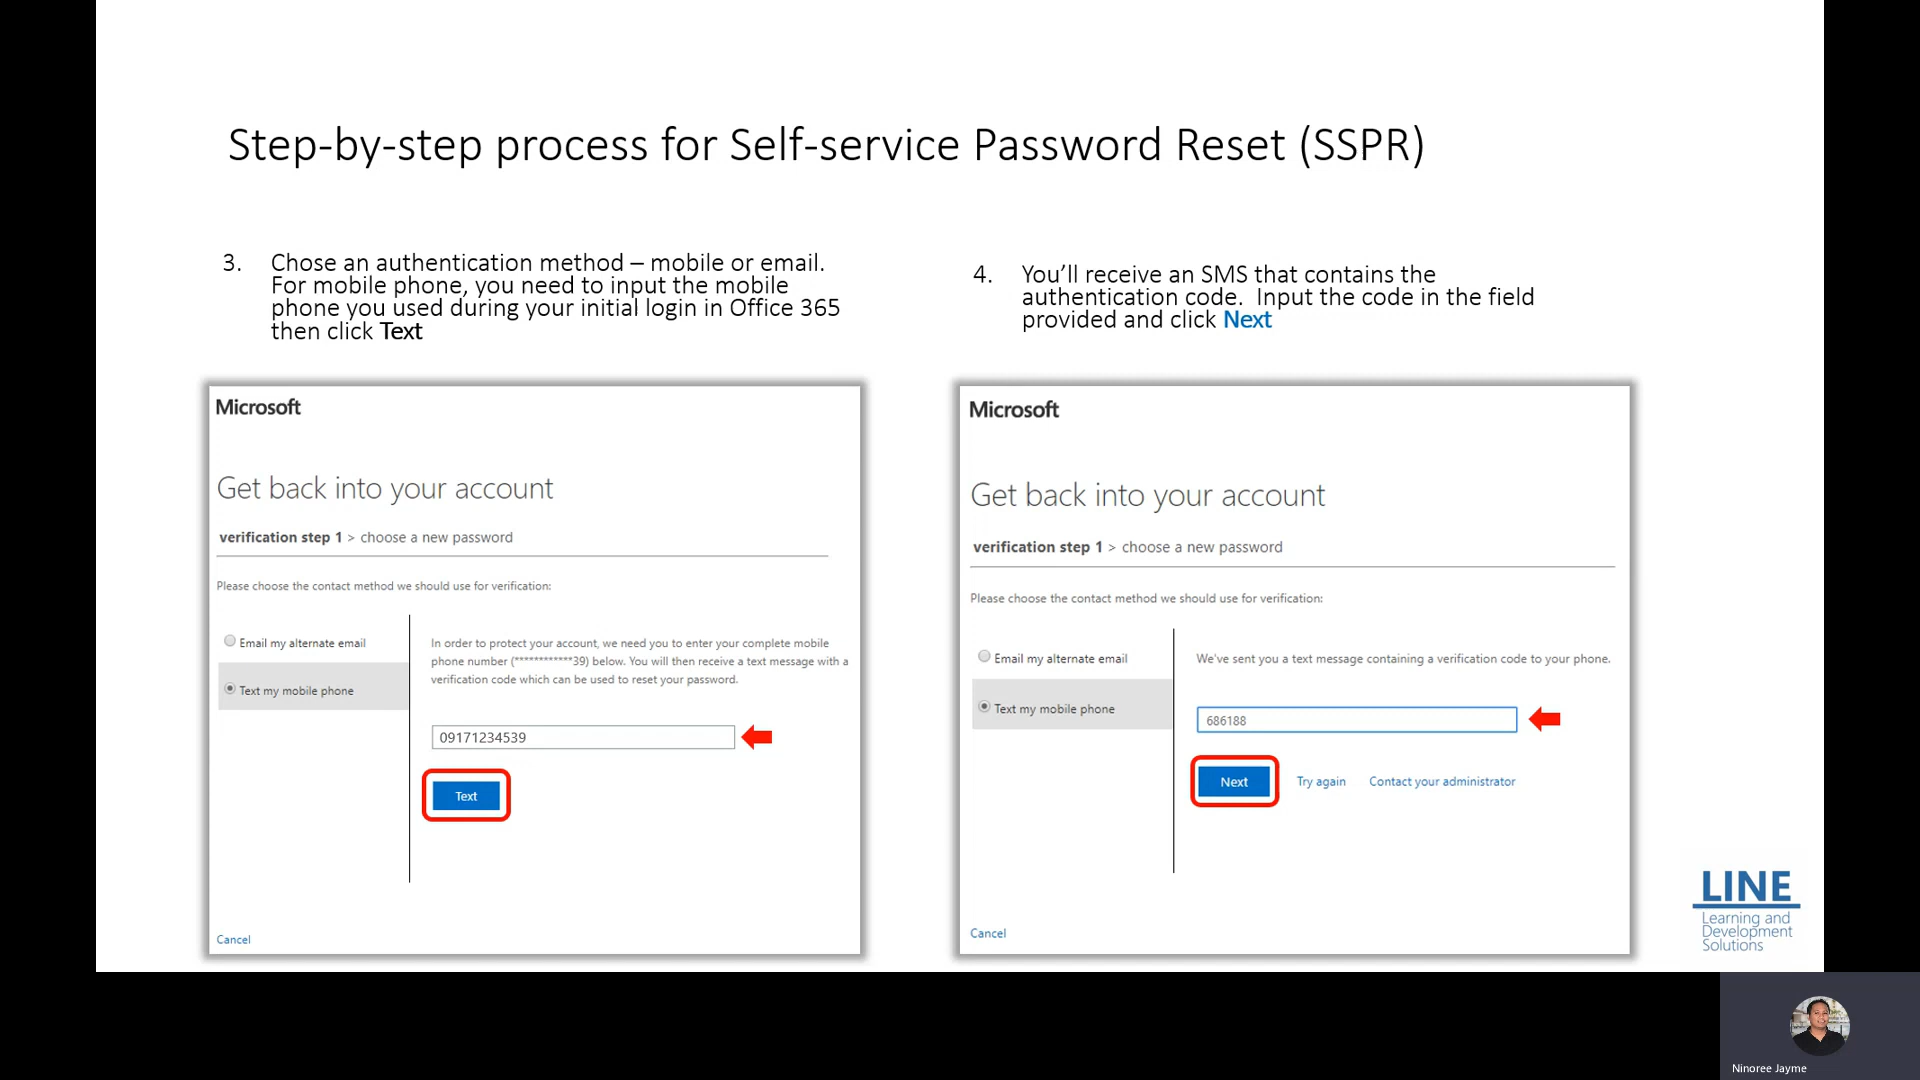 Step-by-step process for Self-service Password Reset (SSPR)
3. Chose an authentication method – mobile or email.
For mobile phone, you need to input the mobile
phone you used during your initial login in Office 365
then click Text
4. You’ll receive an SMS that contains the
authentication code.  Input the code in the field
provided and click Next
Microsoft
Get back into your account
verification step 1 > choose a new password
Please choose the contact method we should use for verification:
Email my alternate email
Text my mobile phone
In order to protect your account, we need you to enter your complete mobile
phone number (************39) below. You will then receive a text message with a
verification code which can be used to reset your password.
09171234539
Text
Cancel
Microsoft
Get back into your account
verification step 1 > choose a new password
Please choose the contact method we should use for verification:
Email my alternate email
Text my mobile phone
We've sent you a text message containing a verification code to your phone.
686188
Next Try again Contact your administrator
Cancel
LINE
Learning and
Development
Solutions
Ninoree Jayme